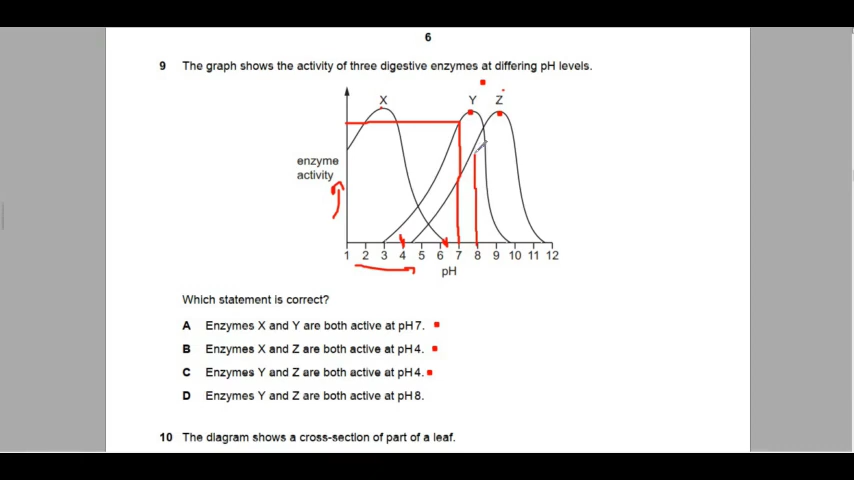 6
9 The graph shows the activity of three digestive enzymes at differing pH levels.
X Y Z
enzyme
activity
1 2 3 4 5 6 7 8 9 10 11 12
pH
Which statement is correct?
A Enzymes X and Y are both active at pH 7.
B Enzymes X and Z are both active at pH 4.
C Enzymes Y and Z are both active at pH 4.
D Enzymes Y and Z are both active at pH 8.
10 The diagram shows a cross-section of part of a leaf.